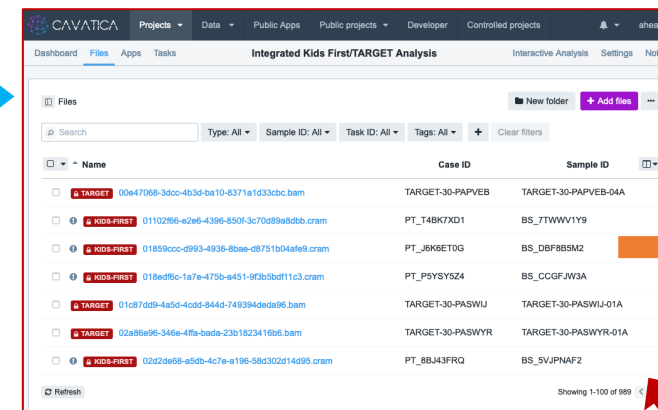 CAVATICA Projects Data Public Apps Public projects Developer Controlled projects ahea
Dashboard Files Apps Tasks Integrated Kids First/TARGET Analysis Interactive Analysis Settings Not
Files New folder + Add files ...
Search Type: All Sample ID: All Task ID: All Tags: All + Clear filters
Name Case ID Sample ID
TARGET 00e47068-3dcc-4b3d-ba10-8371a1d33cbc.bam TARGET-30-PAPVEB TARGET-30-PAPVEB-04A
KIDS-FIRST 01102f66-e2e6-4396-850f-3c70d89a8dbb.cram PT_T4BK7XD1 BS_7TWWV1Y9
KIDS-FIRST 01859ccc-d993-4936-8bae-d8751b04afe9.cram PT_J6K6ET0G BS_DBF8B5M2
KIDS-FIRST 018edf6c-1a7e-475b-a451-9f3b5bdf11c3.cram PT_P5YSY5Z4 BS_CCGFJW3A
TARGET 01c87dd9-4a5d-4cdd-844d-749394deda96.bam TARGET-30-PASWIJ TARGET-30-PASWIJ-01A
TARGET 02a86e96-346e-4ffa-bada-23b1823416b6.bam TARGET-30-PASWYR TARGET-30-PASWYR-01A
KIDS-FIRST 02d2de68-a5db-4c7e-a196-58d302d14d95.cram PT_8BJ43FRQ BS_5VJPNAF2
Refresh Showing 1-100 of 989